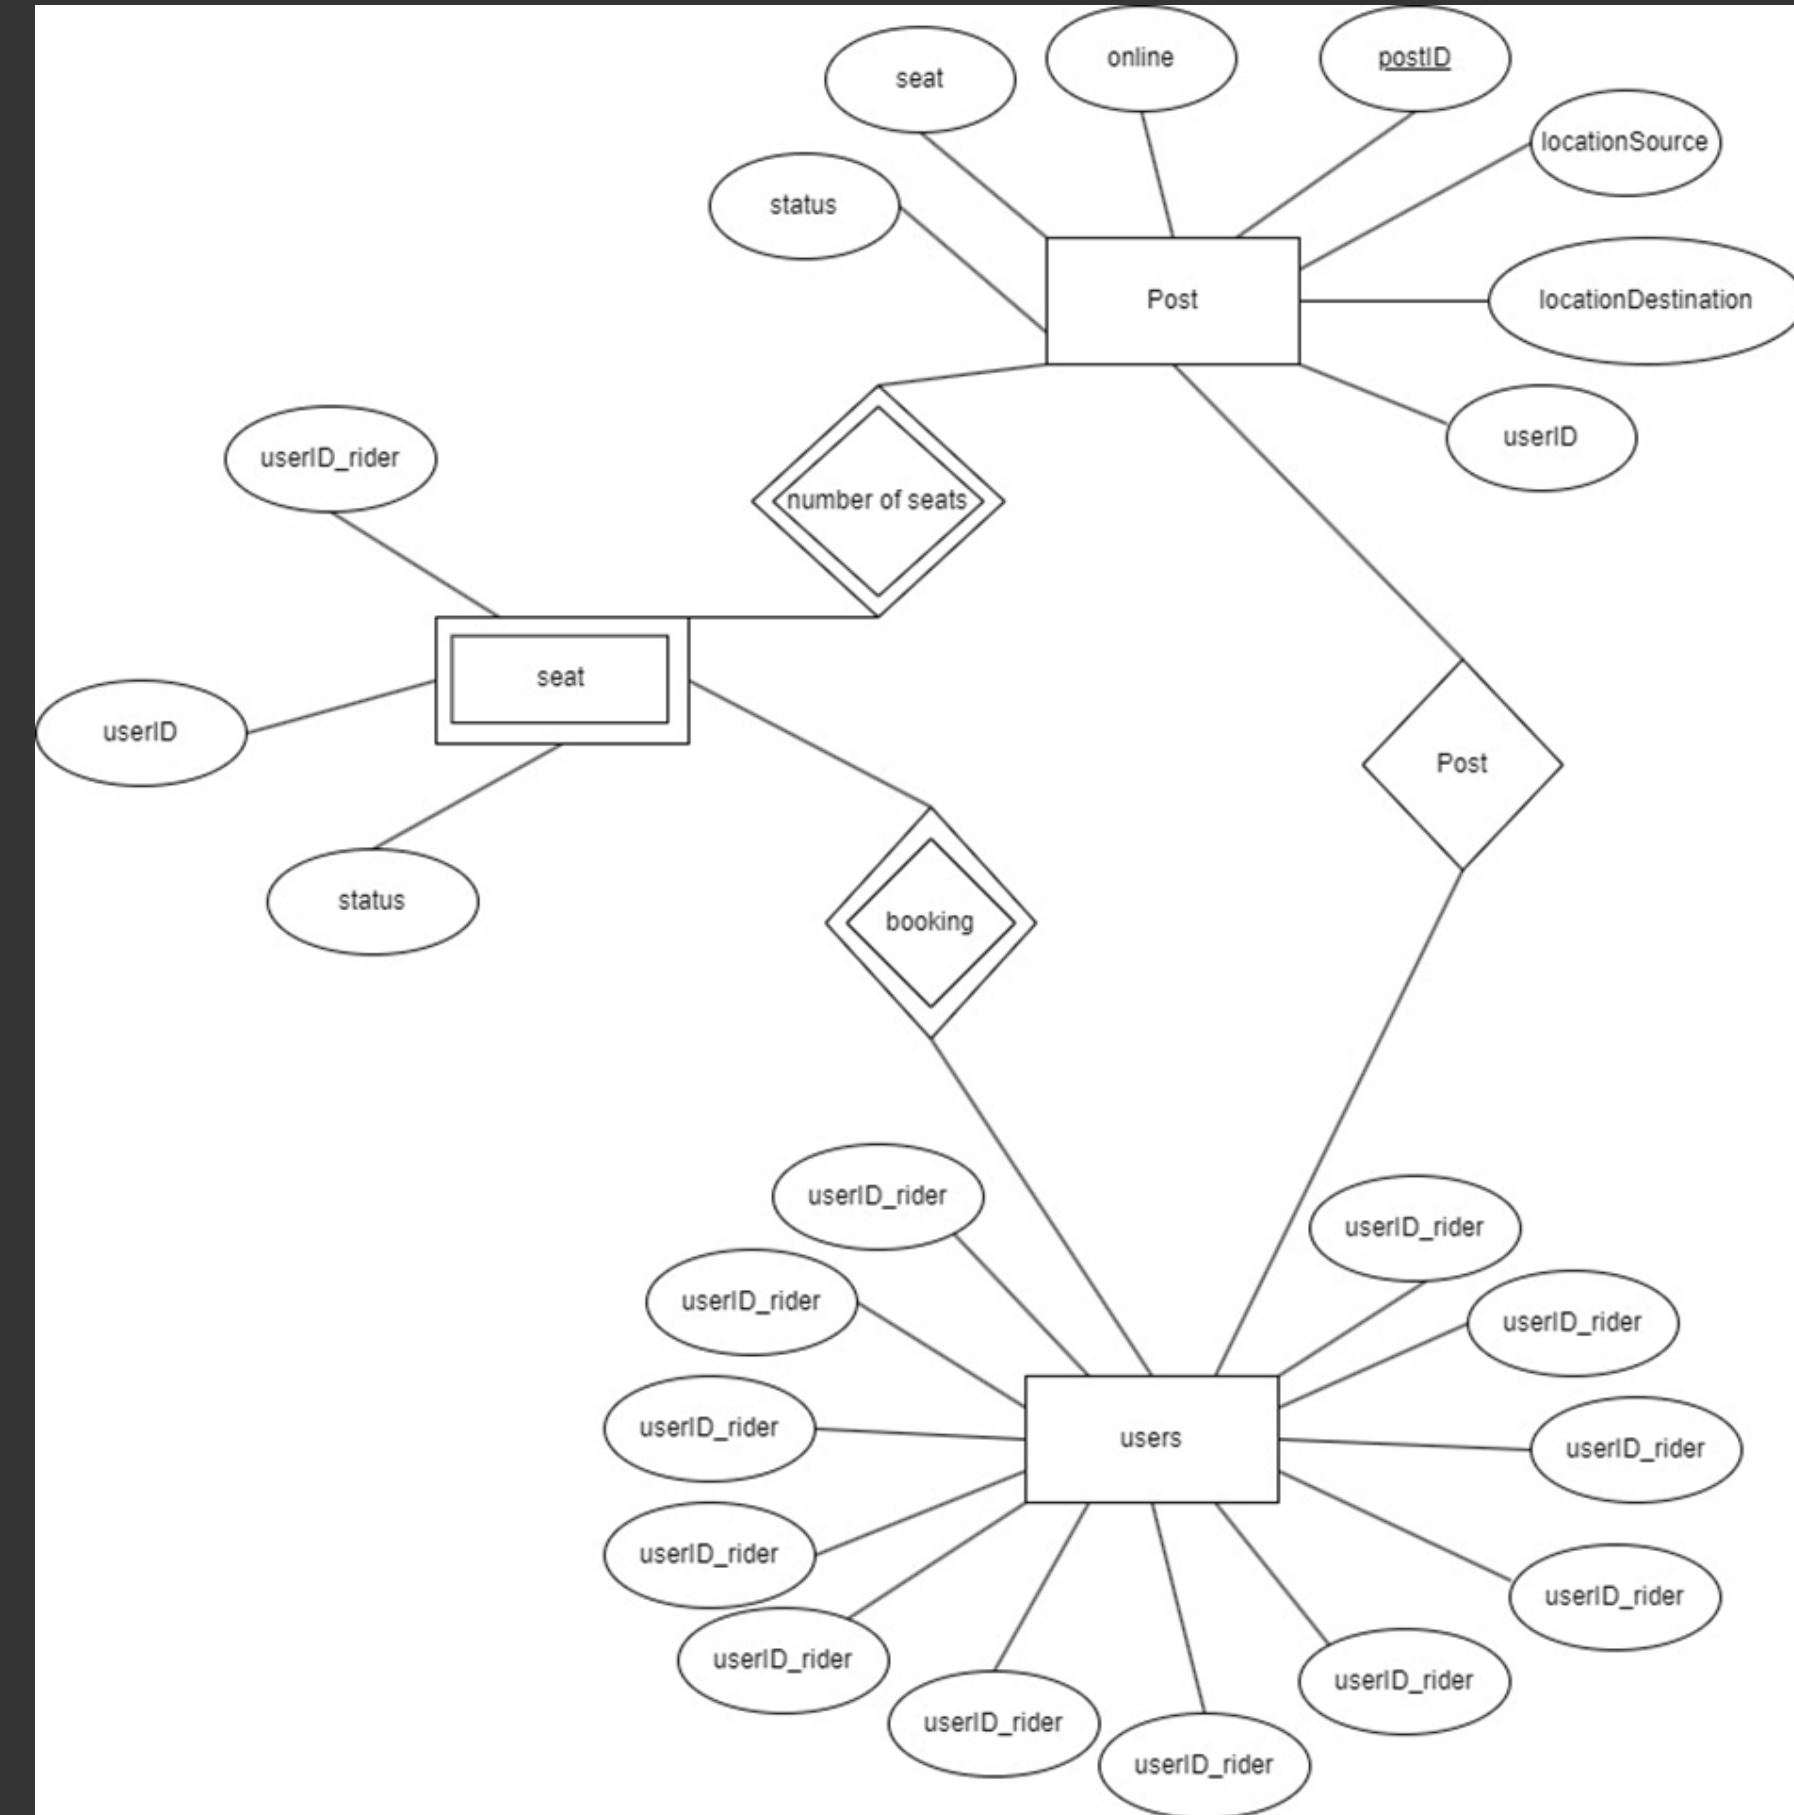 online
postID
seat
locationSource
status
Post
locationDestination
userID
userID_rider
number of seats
seat
userID
Post
status
booking
userID_rider
userID_rider
userID_rider
userID_rider
userID_rider
users
userID_rider
userID_rider
userID_rider
userID_rider
userID_rider
userID_rider
userID_rider